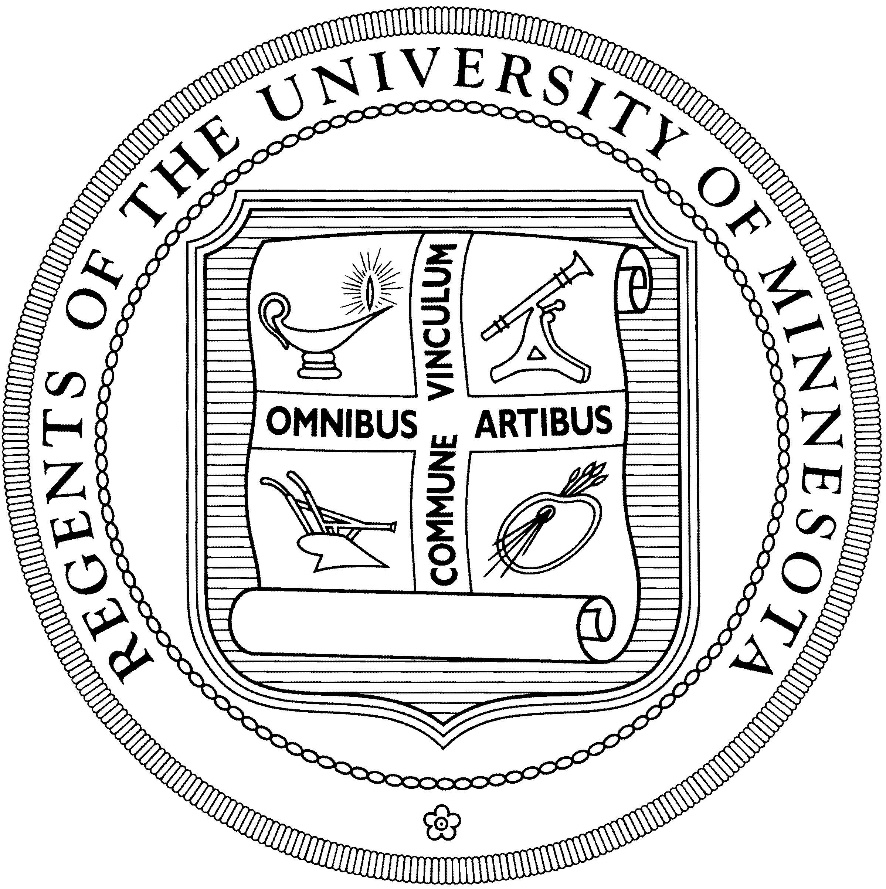 REGENTS OF THE UNIVERSITY OF MINNESOTA
OMNIBUS ARTIBUS
COMMUNE VINCULUM